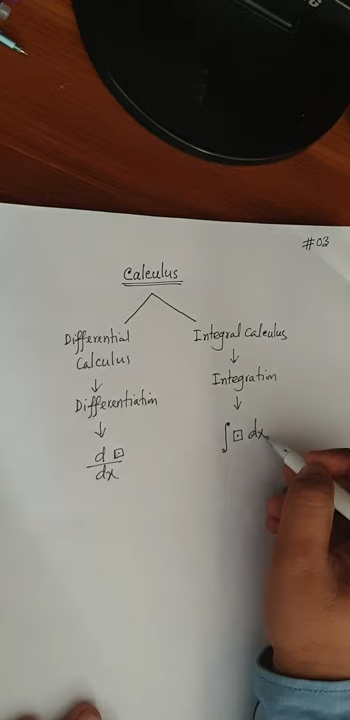 #03
Calculus
Differential
Calculus
↓
Differentiation
↓
d ⊡
dx
Integral Calculus
↓
Integration
↓
∫ ⊡ dx